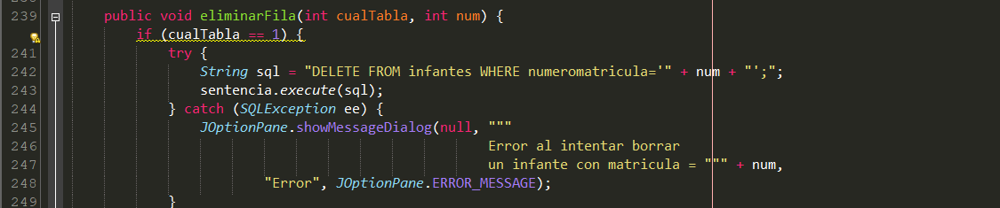 239 public void eliminarFila(int cualTabla, int num) {
if (cualTabla == 1) {
241 try {
242 String sql = "DELETE FROM infantes WHERE numeromatricula='" + num + "';";
243 sentencia.execute(sql);
244 } catch (SQLException ee) {
245 JOptionPane.showMessageDialog(null, """
246 Error al intentar borrar
247 un infante con matricula = """ + num,
248 "Error", JOptionPane.ERROR_MESSAGE);
249 }